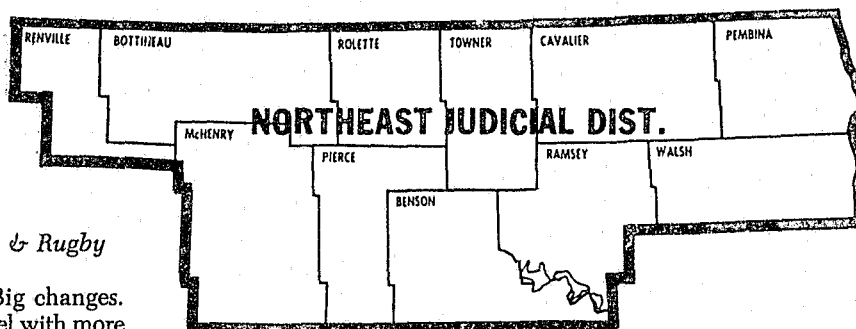 RENVILLE BOTTINEAU ROLETTE TOWNER CAVALIER PEMBINA
NORTHEAST JUDICIAL DIST.
McHENRY PIERCE RAMSEY WALSH
BENSON
& Rugby
Big changes.
el with more